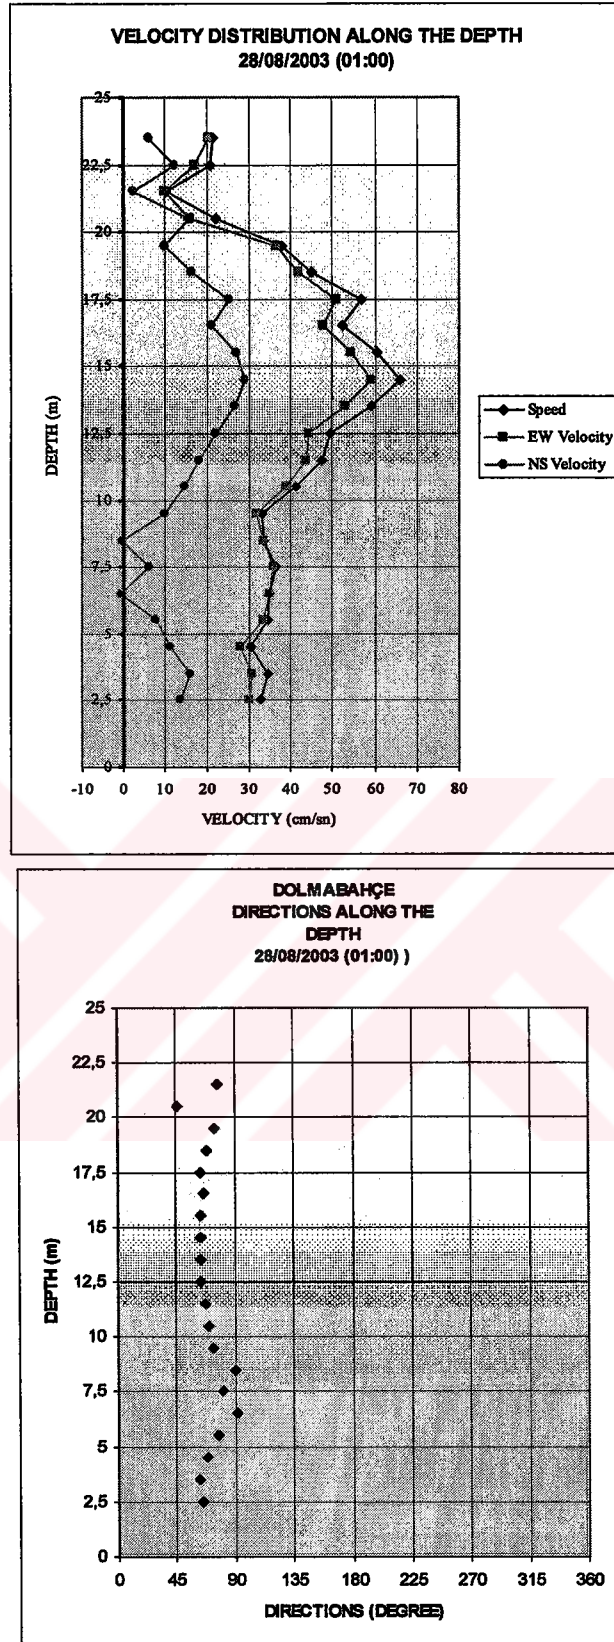 VELOCITY DISTRIBUTION ALONG THE DEPTH
28/08/2003 (01:00)
25
22,5
20
17,5
15
12,5
10
7,5
5
2,5
0
DEPTH (m)
-10 0 10 20 30 40 50 60 70 80
VELOCITY (cm/sn)
Speed
EW Velocity
NS Velocity
DOLMABAHÇE
DIRECTIONS ALONG THE
DEPTH
28/08/2003 (01:00) )
25
22,5
20
17,5
15
12,5
10
7,5
5
2,5
0
DEPTH (m)
0 45 90 135 180 225 270 315 360
DIRECTIONS (DEGREE)